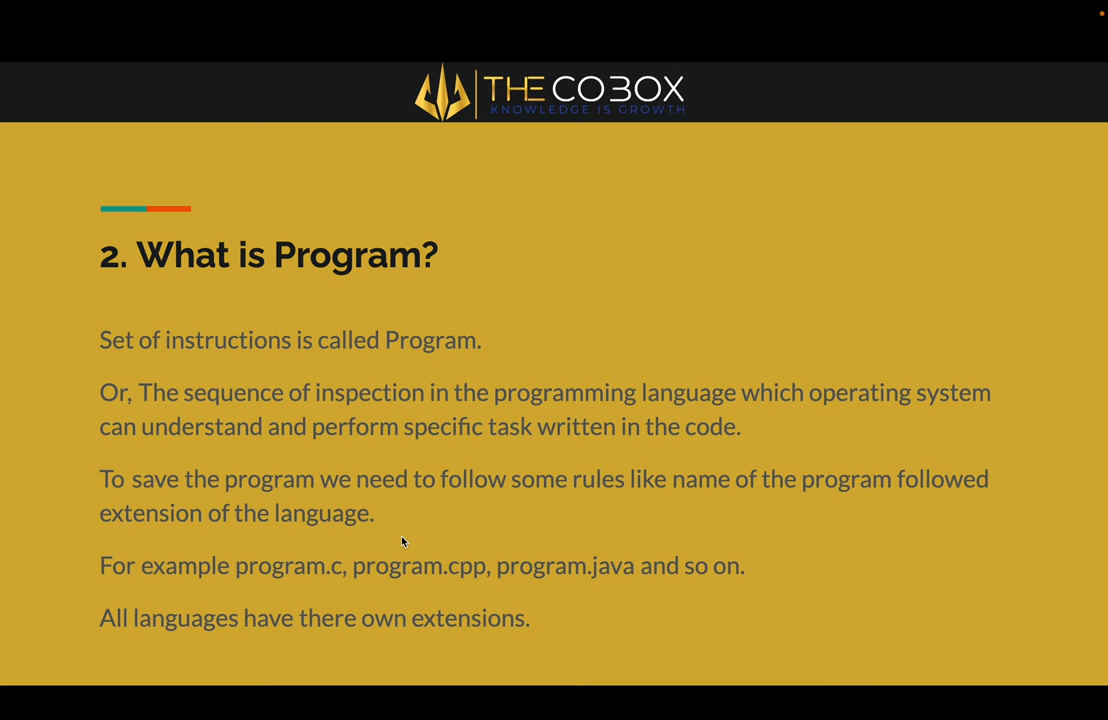 THE COBOX
KNOWLEDGE IS GROWTH
2. What is Program?
Set of instructions is called Program.
Or, The sequence of inspection in the programming language which operating system
can understand and perform specific task written in the code.
To save the program we need to follow some rules like name of the program followed
extension of the language.
For example program.c, program.cpp, program.java and so on.
All languages have there own extensions.